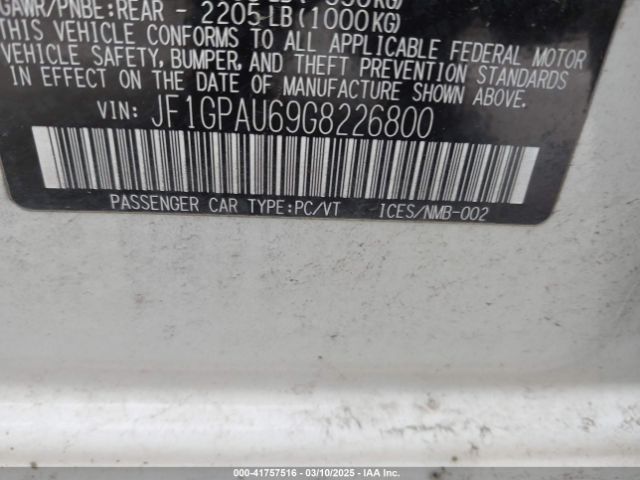 GAWR/PNBE:REAR - 2205 LB(1000KG)
THIS VEHICLE CONFORMS TO ALL APPLICABLE FEDERAL MOTOR
VEHICLE SAFETY, BUMPER, AND THEFT PREVENTION STANDARDS
IN EFFECT ON THE DATE OF MANUFACTURE SHOWN ABOVE.
VIN: JF1GPAU69G8226800
PASSENGER CAR TYPE:PC/VT ICES/NMB-002
000-41757516 — 03/10/2025 — IAA Inc.